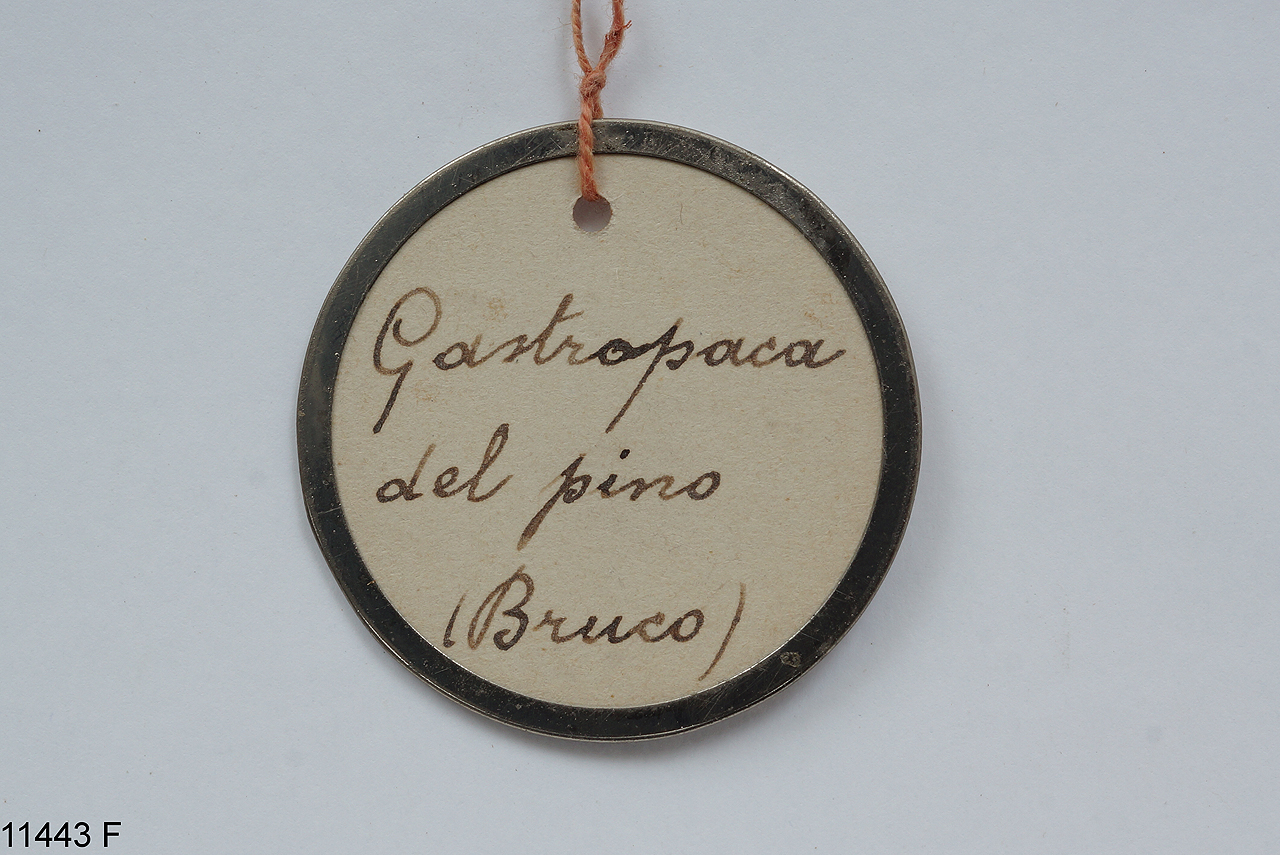 Gastropaca
del pino
(Bruco)
11443 F